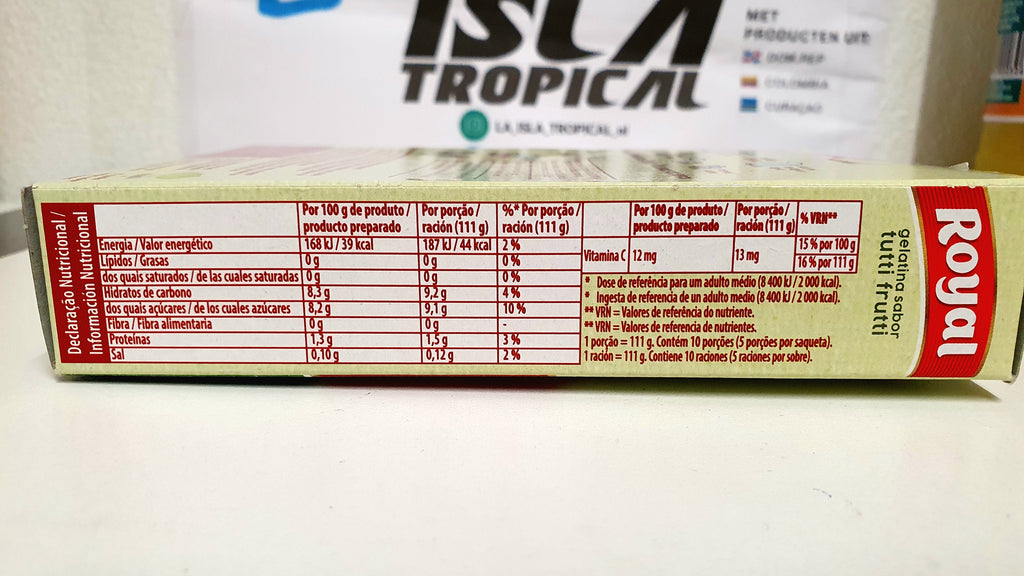 ISLA
TROPICAL
LA_ISLA_TROPICAL_nl
MET
PRODUCTEN UIT:
DOM.REP
COLOMBIA
CURAÇAO
Declaração Nutricional /
Información Nutricional
Por 100 g de produto / Por porção / %* Por porção /
producto preparado ración (111 g) ración (111 g)
Energia / Valor energético 168 kJ / 39 kcal 187 kJ / 44 kcal 2 %
Lípidos / Grasas 0 g 0 g 0 %
dos quais saturados / de las cuales saturadas 0 g 0 g 0 %
Hidratos de carbono 8,3 g 9,2 g 4 %
dos quais açúcares / de los cuales azúcares 8,2 g 9,1 g 10 %
Fibra / Fibra alimentaria 0 g 0 g -
Proteínas 1,3 g 1,5 g 3 %
Sal 0,10 g 0,12 g 2 %
Por 100 g de produto / Por porção / % VRN**
producto preparado ración (111 g)
Vitamina C 12 mg 13 mg 15 % por 100 g
16 % por 111 g
* Dose de referência para um adulto médio (8 400 kJ / 2 000 kcal).
* Ingesta de referencia de un adulto medio (8 400 kJ / 2 000 kcal).
** VRN = Valores de referência do nutriente.
** VRN = Valores de referencia de nutrientes.
1 porção = 111 g. Contém 10 porções (5 porções por saqueta).
1 ración = 111 g. Contiene 10 raciones (5 raciones por sobre).
gelatina sabor
tutti frutti
Royal